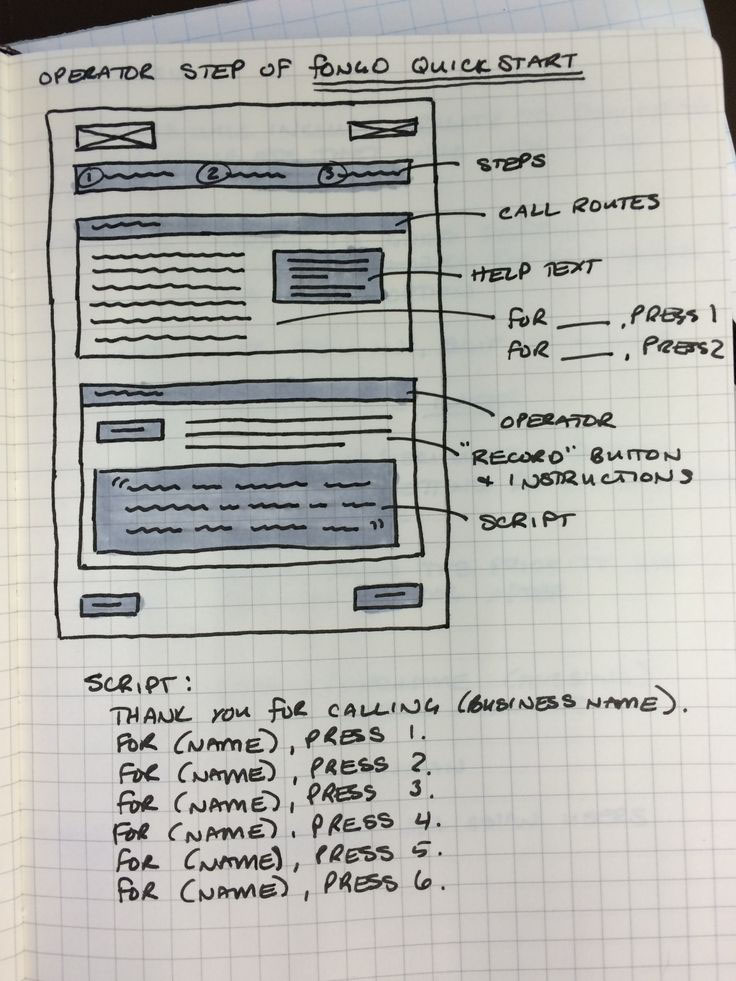 OPERATOR STEP OF FONGO QUICKSTART
1 2 3
STEPS
CALL ROUTES
HELP TEXT
FOR ___, PRESS 1
FOR ___, PRESS 2
OPERATOR
"RECORD" BUTTON
+ INSTRUCTIONS
SCRIPT
SCRIPT:
THANK YOU FOR CALLING (BUSINESS NAME).
FOR (NAME), PRESS 1.
FOR (NAME), PRESS 2.
FOR (NAME), PRESS 3.
FOR (NAME), PRESS 4.
FOR (NAME), PRESS 5.
FOR (NAME), PRESS 6.